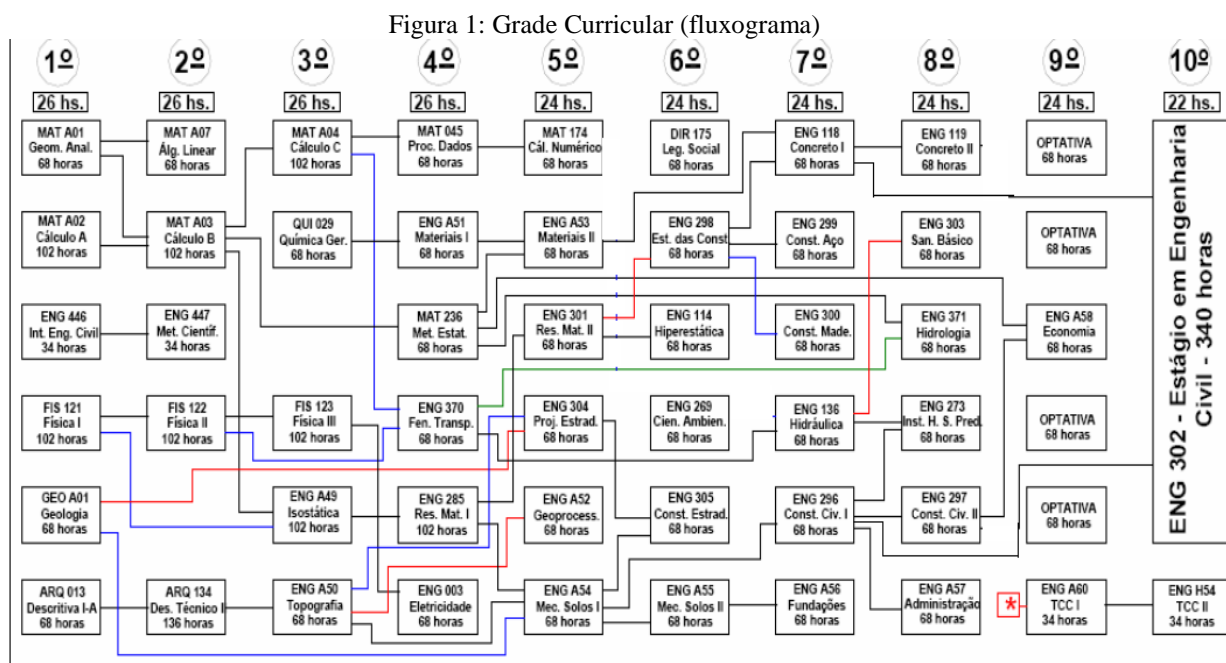 Figura 1: Grade Curricular (fluxograma)
1º 2º 3º 4º 5º 6º 7º 8º 9º 10º
26 hs. 26 hs. 26 hs. 26 hs. 24 hs. 24 hs. 24 hs. 24 hs. 24 hs. 22 hs.
MAT A01
Geom. Anal.
68 horas
MAT A07
Álg. Linear
68 horas
MAT A04
Cálculo C
102 horas
MAT 045
Proc. Dados
68 horas
MAT 174
Cál. Numérico
68 horas
DIR 175
Leg. Social
68 horas
ENG 118
Concreto I
68 horas
ENG 119
Concreto II
68 horas
OPTATIVA
68 horas
MAT A02
Cálculo A
102 horas
MAT A03
Cálculo B
102 horas
QUI 029
Química Ger.
68 horas
ENG A51
Materiais I
68 horas
ENG A53
Materiais II
68 horas
ENG 298
Est. das Const
68 horas
ENG 299
Const. Aço
68 horas
ENG 303
San. Básico
68 horas
OPTATIVA
68 horas
ENG 446
Int. Eng. Civil
34 horas
ENG 447
Met. Científ.
34 horas
MAT 236
Met. Estat.
68 horas
ENG 301
Res. Mat. II
68 horas
ENG 114
Hiperestática
68 horas
ENG 300
Const. Made.
68 horas
ENG 371
Hidrologia
68 horas
ENG A58
Economia
68 horas
FIS 121
Física I
102 horas
FIS 122
Física II
102 horas
FIS 123
Física III
102 horas
ENG 370
Fen. Transp.
68 horas
ENG 304
Proj. Estrad.
68 horas
ENG 269
Cien. Ambien.
68 horas
ENG 136
Hidráulica
68 horas
ENG 273
Inst. H. S. Pred.
68 horas
OPTATIVA
68 horas
GEO A01
Geologia
68 horas
ENG A49
Isostática
102 horas
ENG 285
Res. Mat. I
102 horas
ENG A52
Geoprocess.
68 horas
ENG 305
Const. Estrad.
68 horas
ENG 296
Const. Civ. I
68 horas
ENG 297
Const. Civ. II
68 horas
OPTATIVA
68 horas
ARQ 013
Descritiva I-A
68 horas
ARQ 134
Des. Técnico II
136 horas
ENG A50
Topografia
68 horas
ENG 003
Eletricidade
68 horas
ENG A54
Mec. Solos I
68 horas
ENG A55
Mec. Solos II
68 horas
ENG A56
Fundações
68 horas
ENG A57
Administração
68 horas
*
ENG A60
TCC I
34 horas
ENG H54
TCC II
34 horas
ENG 302 - Estágio em Engenharia
Civil - 340 horas